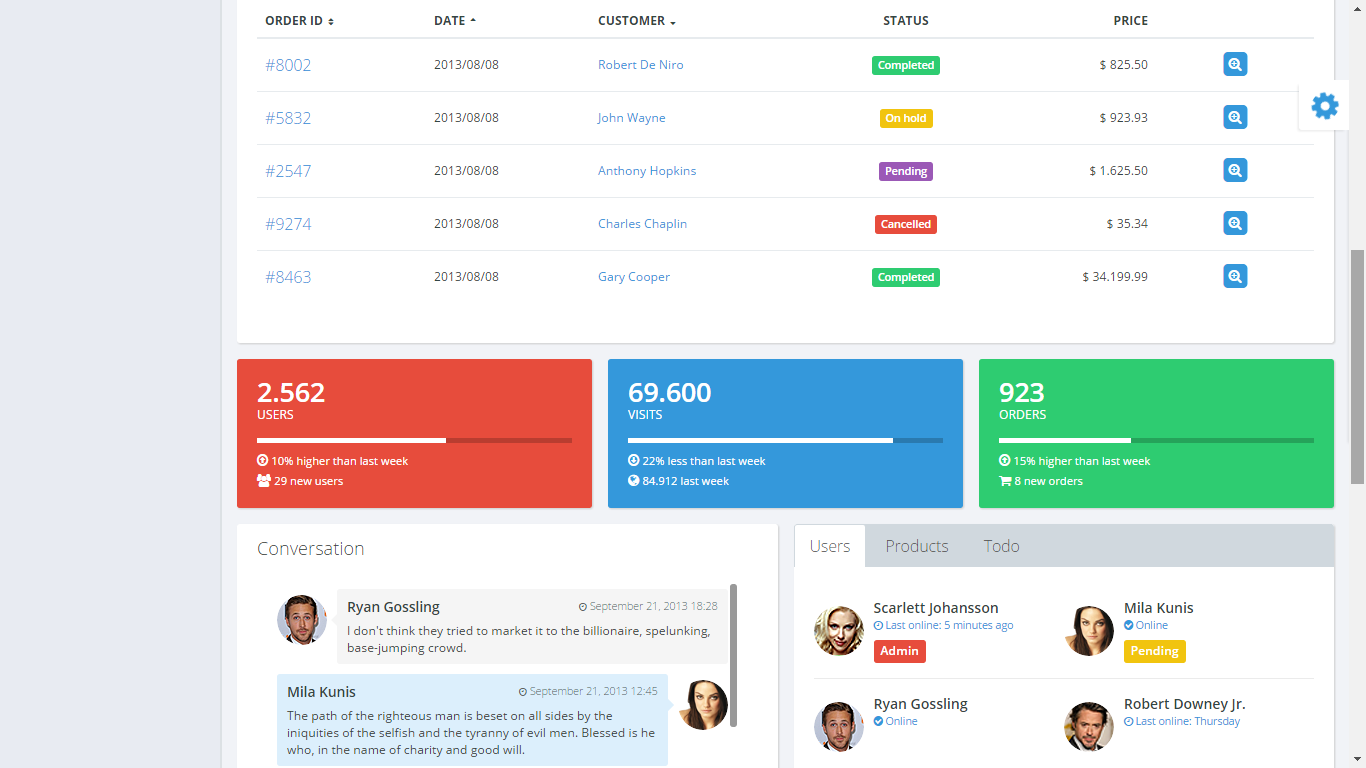 ORDER ID DATE CUSTOMER STATUS PRICE
#8002 2013/08/08 Robert De Niro Completed $ 825.50
#5832 2013/08/08 John Wayne On hold $ 923.93
#2547 2013/08/08 Anthony Hopkins Pending $ 1.625.50
#9274 2013/08/08 Charles Chaplin Cancelled $ 35.34
#8463 2013/08/08 Gary Cooper Completed $ 34.199.99
2.562
USERS
10% higher than last week
29 new users
69.600
VISITS
22% less than last week
84.912 last week
923
ORDERS
15% higher than last week
8 new orders
Conversation
Ryan Gossling September 21, 2013 18:28
I don't think they tried to market it to the billionaire, spelunking,
base-jumping crowd.
Mila Kunis September 21, 2013 12:45
The path of the righteous man is beset on all sides by the
iniquities of the selfish and the tyranny of evil men. Blessed is he
who, in the name of charity and good will.
Users Products Todo
Scarlett Johansson
Last online: 5 minutes ago
Admin
Mila Kunis
Online
Pending
Ryan Gossling
Online
Robert Downey Jr.
Last online: Thursday